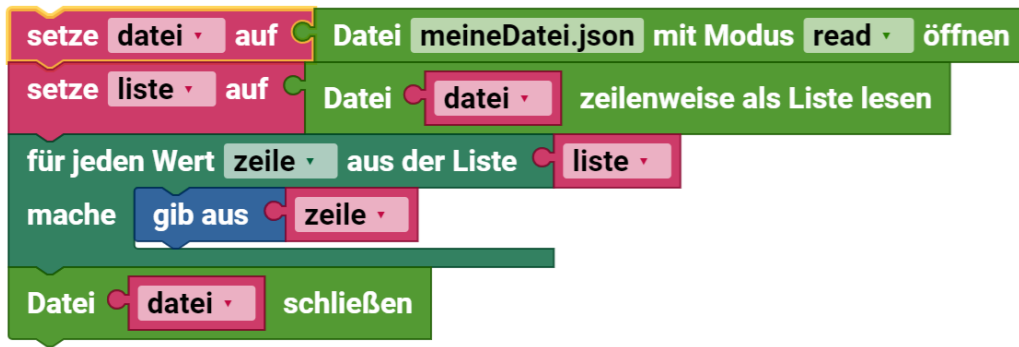 setze datei auf Datei meineDatei.json mit Modus read öffnen
setze liste auf Datei datei zeilenweise als Liste lesen
für jeden Wert zeile aus der Liste liste
mache gib aus zeile
Datei datei schließen